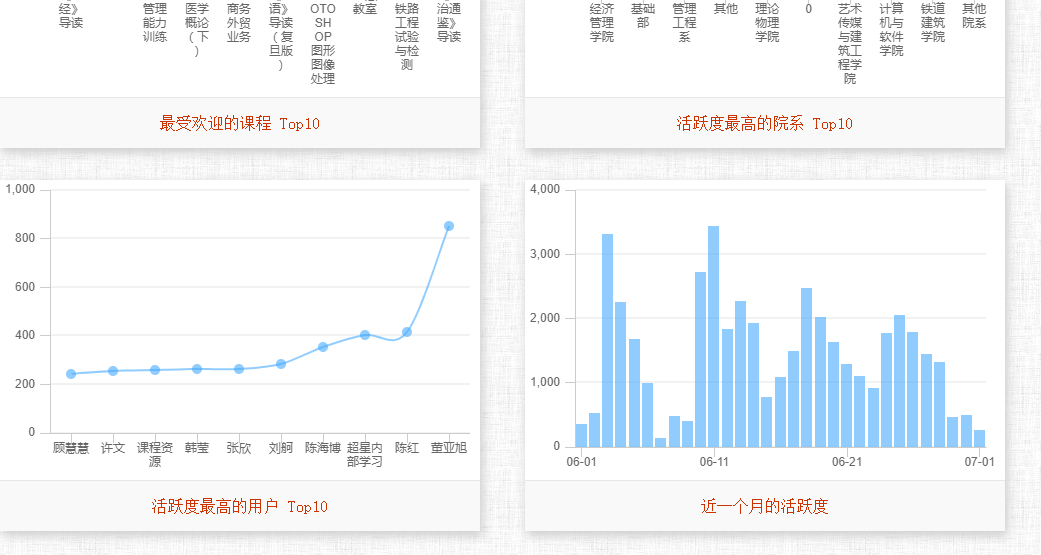 经》
导读
管理
能力
训练
医学
概论
(下
)
商务
外贸
业务
语》
导读
(复
旦版
)
OTO
SH
OP
图形
图像
处理
教室
铁路
工程
试验
与检
测
治通
鉴》
导读
最受欢迎的课程 Top10
经济
管理
学院
基础
部
管理
工程
系
其他
理论
物理
学院
0
艺术
传媒
与建
筑工
程学
院
计算
机与
软件
学院
铁道
建筑
学院
其他
院系
活跃度最高的院系 Top10
1,000
800
600
400
200
0
顾慧慧
许文
课程资
源
韩莹
张欣
刘舸
陈海博
超星内
部学习
陈红
董亚旭
活跃度最高的用户 Top10
4,000
3,000
2,000
1,000
0
06-01
06-11
06-21
07-01
近一个月的活跃度